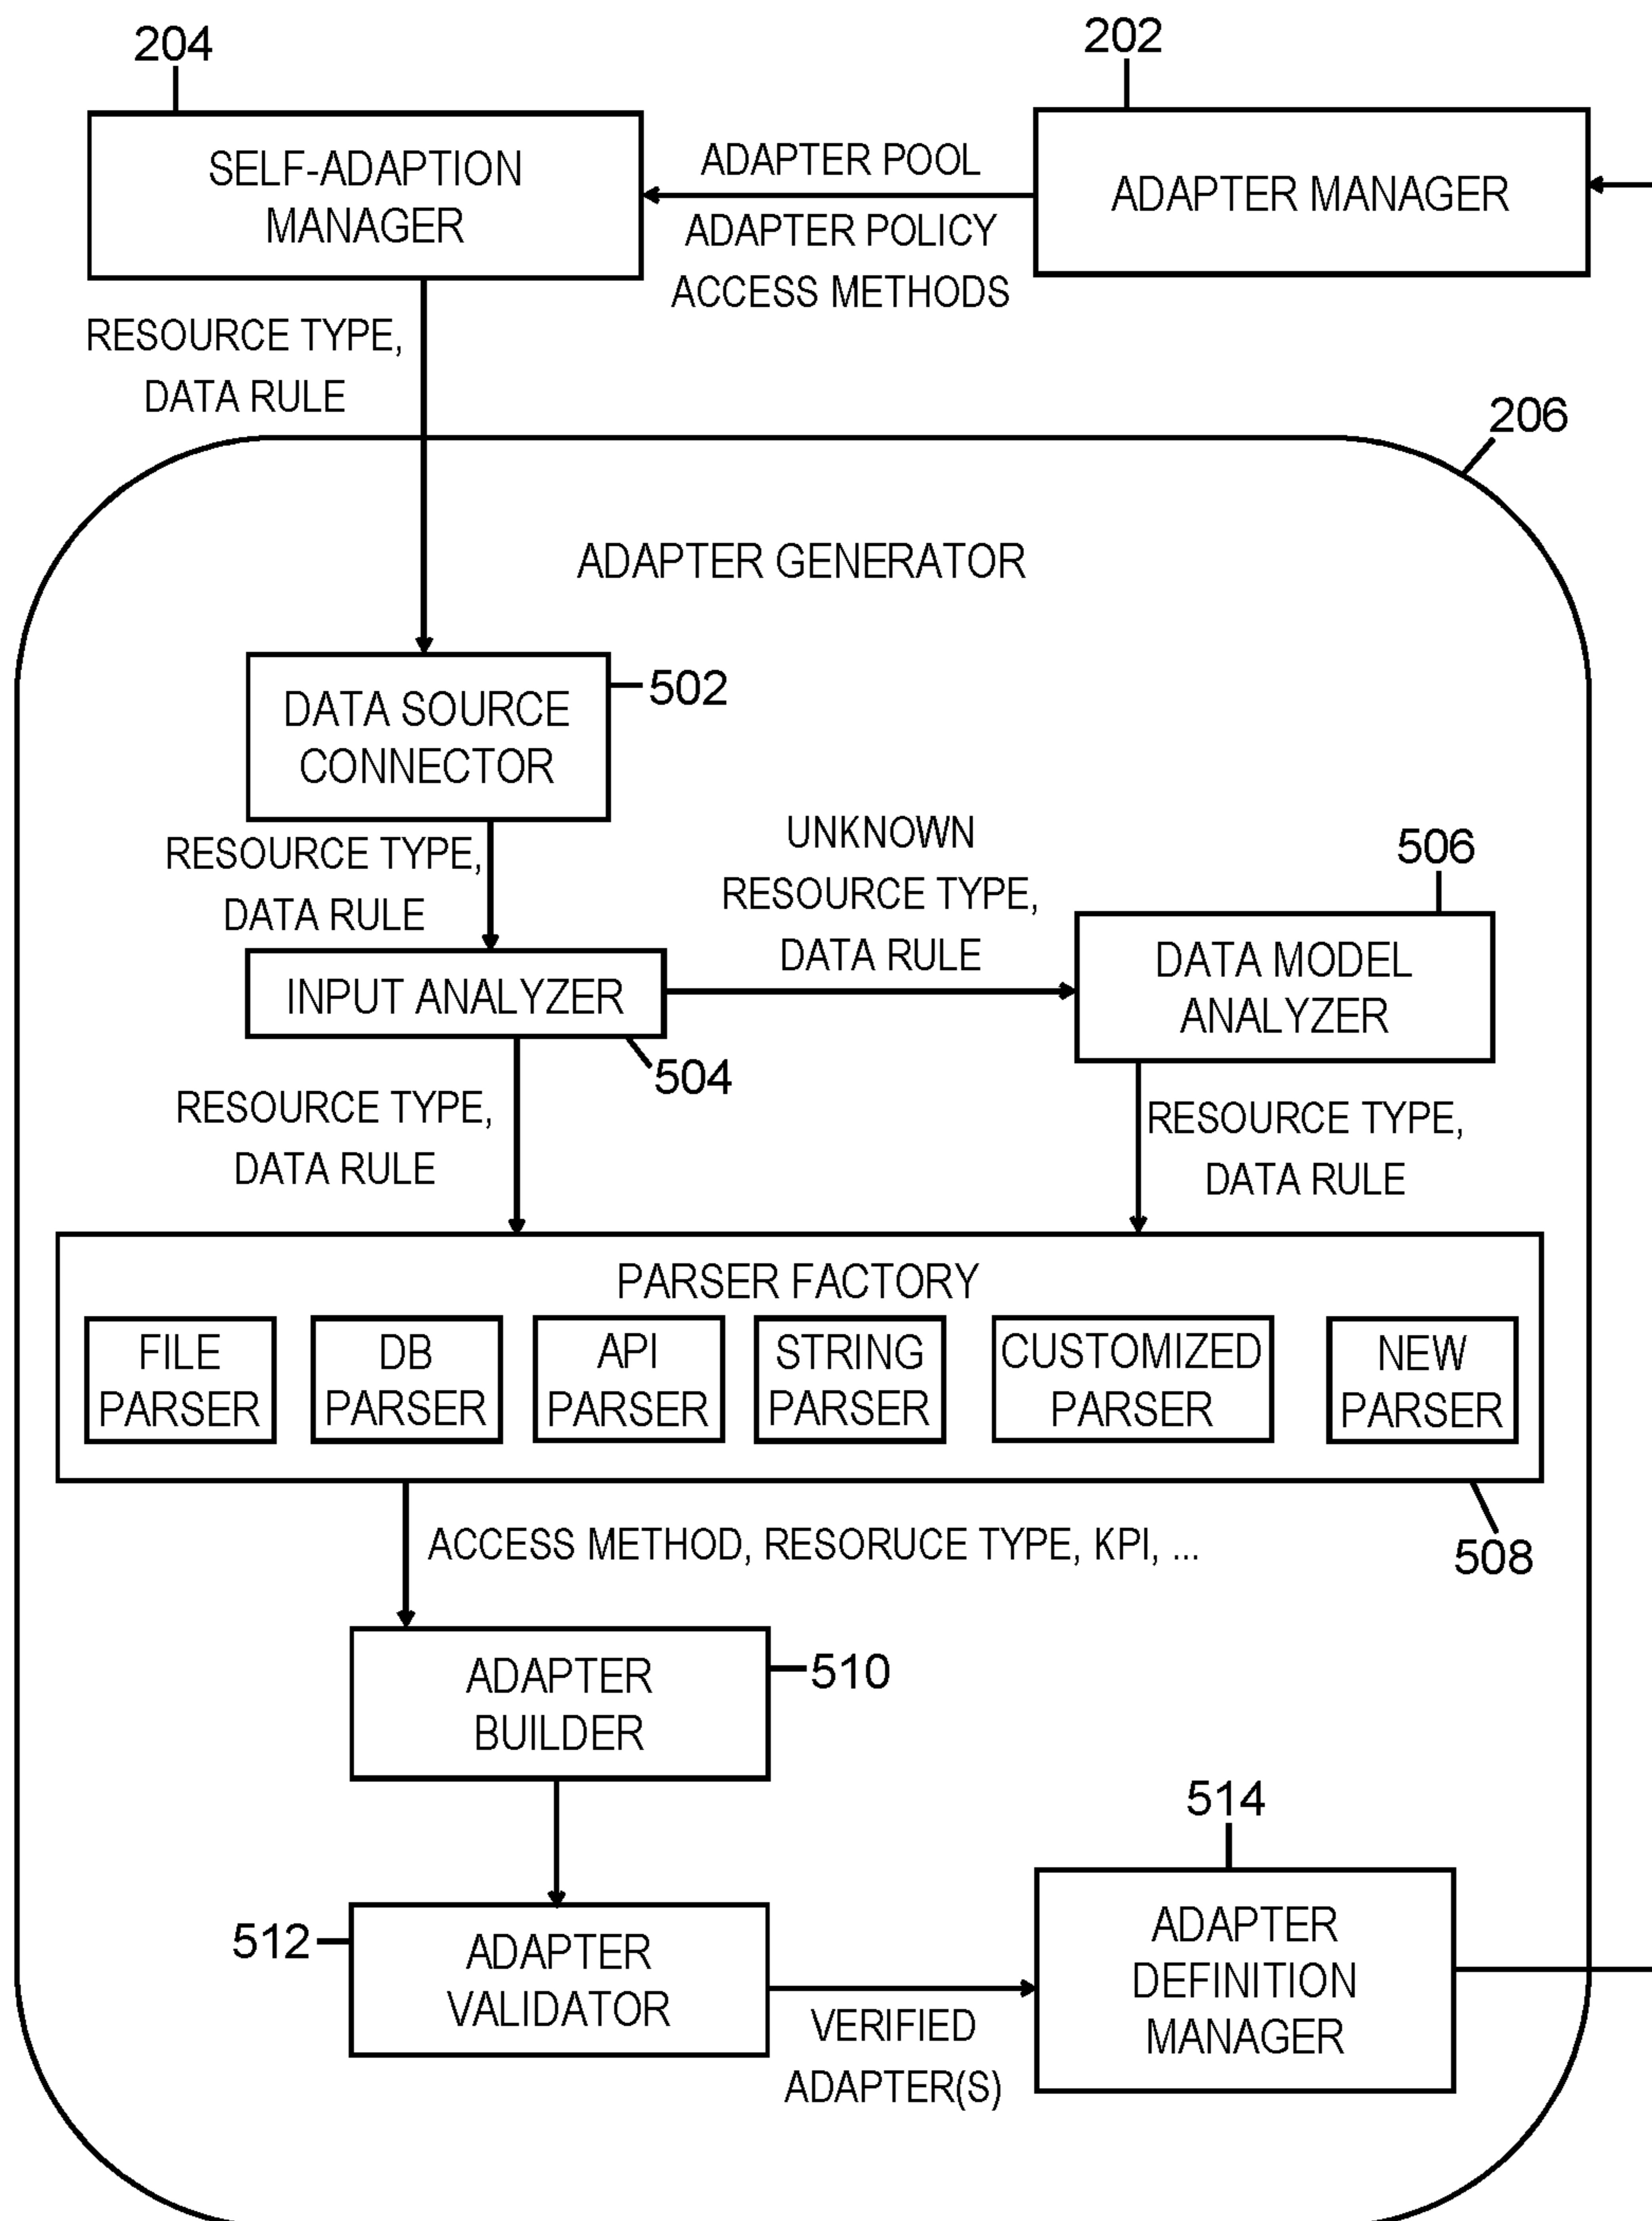 204
202
SELF-ADAPTION
MANAGER
ADAPTER POOL
ADAPTER POLICY
ACCESS METHODS
ADAPTER MANAGER
RESOURCE TYPE,
DATA RULE
206
ADAPTER GENERATOR
DATA SOURCE
CONNECTOR
502
RESOURCE TYPE,
DATA RULE
UNKNOWN
RESOURCE TYPE,
DATA RULE
506
INPUT ANALYZER
504
DATA MODEL
ANALYZER
RESOURCE TYPE,
DATA RULE
RESOURCE TYPE,
DATA RULE
PARSER FACTORY
FILE
PARSER
DB
PARSER
API
PARSER
STRING
PARSER
CUSTOMIZED
PARSER
NEW
PARSER
508
ACCESS METHOD, RESORUCE TYPE, KPI, ...
ADAPTER
BUILDER
510
514
512
ADAPTER
VALIDATOR
VERIFIED
ADAPTER(S)
ADAPTER
DEFINITION
MANAGER